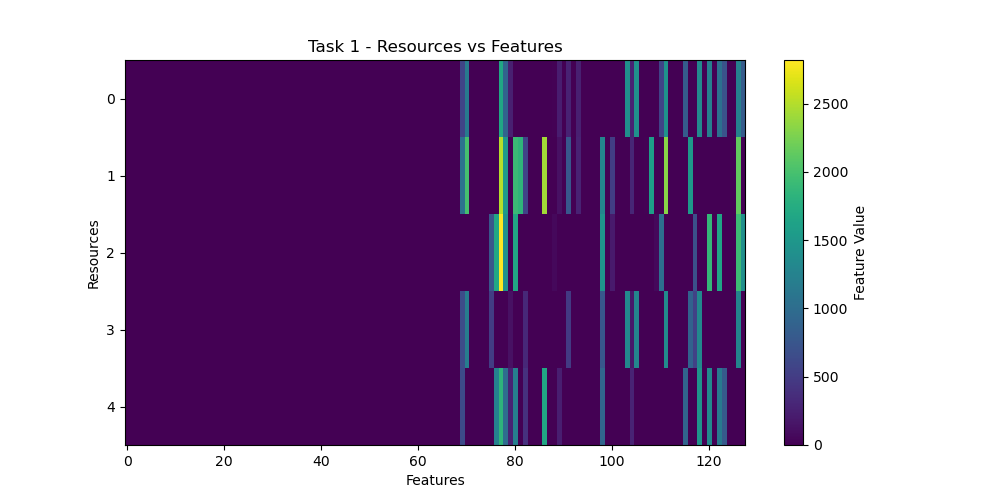 Task 1 - Resources vs Features
Resources
0
1
2
3
4
0 20 40 60 80 100 120
Features
2500
2000
1500
1000
500
0
Feature Value